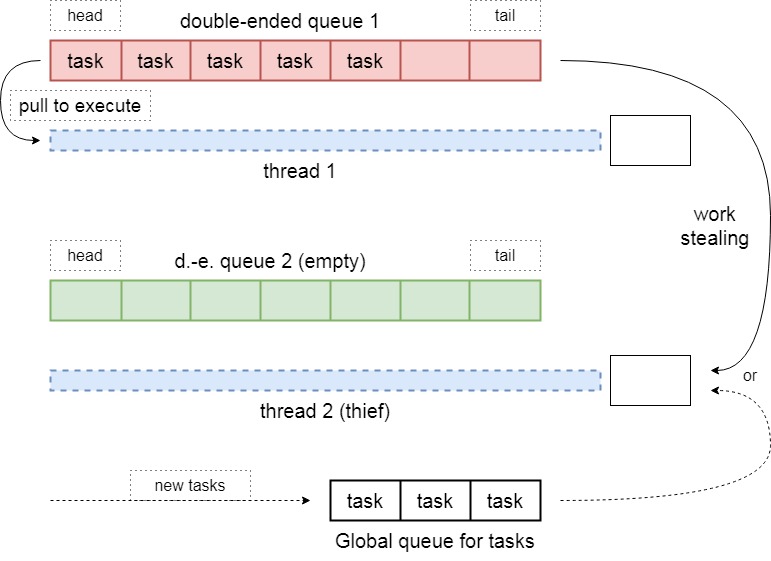 head
double-ended queue 1
tail
task task task task task
pull to execute
thread 1
work
stealing
head
d.-e. queue 2 (empty)
tail
or
thread 2 (thief)
new tasks
task task task
Global queue for tasks